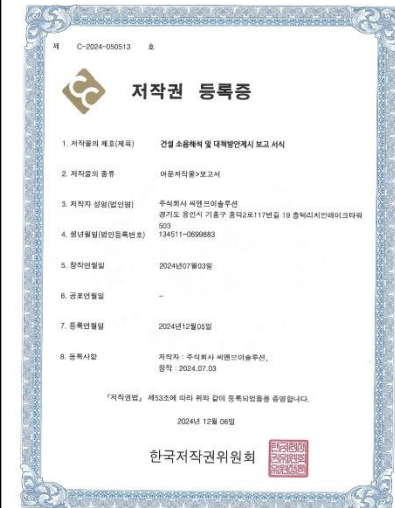 제 C-2024-050513 호
저작권 등록증
1. 저작물의 제호(제목) 건설 소음해석 및 대책방안제시 보고 서식
2. 저작물의 종류 어문저작물>보고서
3. 저작자 성명(법인명) 주식회사 씨엔브이솔루션
경기도 용인시 기흥구 흥덕2로117번길 19 흥덕리치안레이크타워
503
4. 생년월일(법인등록번호) 134511-0699883
5. 창작연월일 2024년07월03일
6. 공표연월일 –
7. 등록연월일 2024년12월05일
8. 등록사항 저작자 : 주식회사 씨엔브이솔루션,
창작 : 2024.07.03
『저작권법』 제53조에 따라 위와 같이 등록되었음을 증명합니다.
2024년 12월 06일
한국저작권위원회